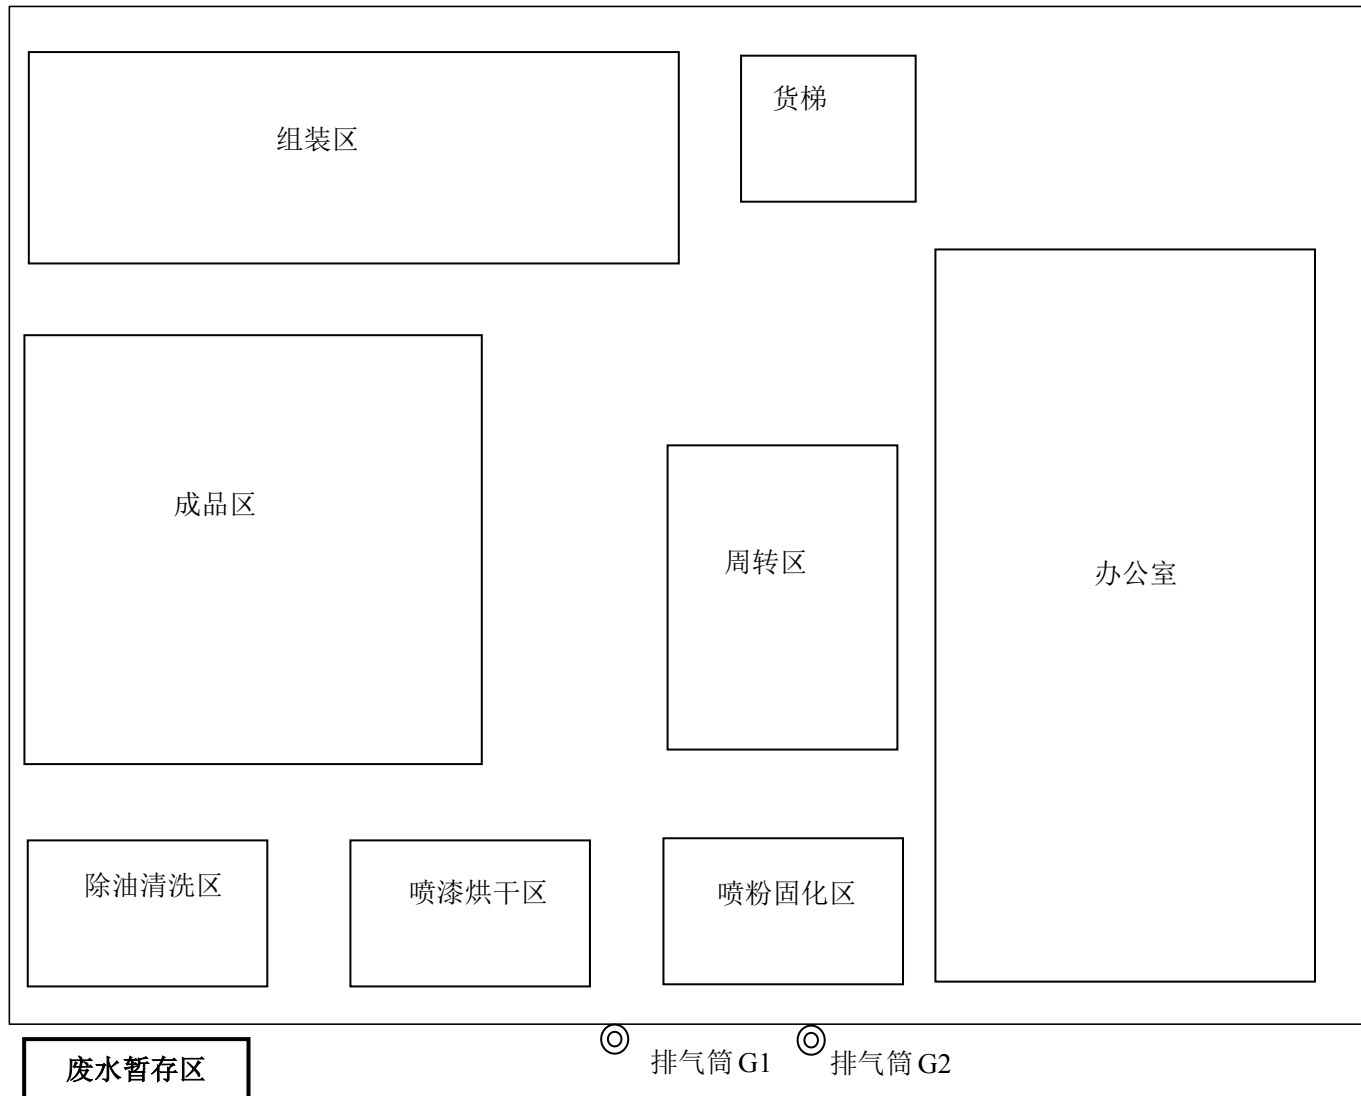 货梯
组装区
成品区
周转区
办公室
除油清洗区
喷漆烘干区
喷粉固化区
废水暂存区
排气筒 G1
排气筒 G2